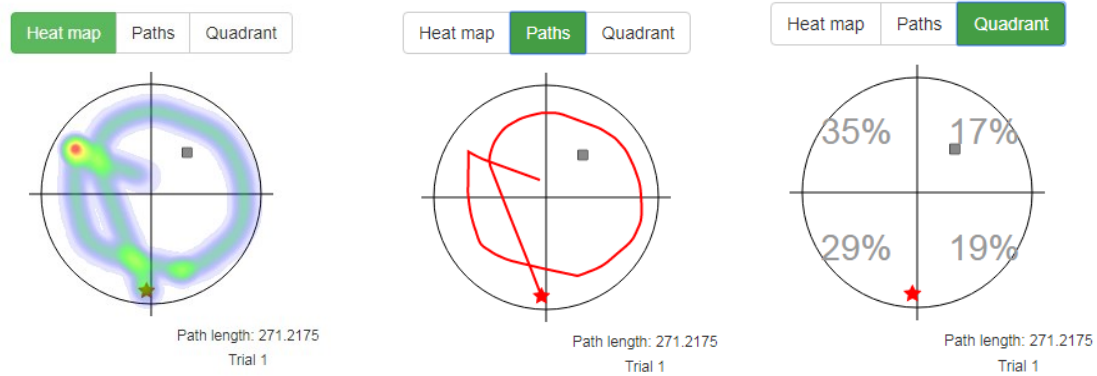 Heat map Paths Quadrant
Path length: 271.2175
Trial 1
Heat map Paths Quadrant
Path length: 271.2175
Trial 1
Heat map Paths Quadrant
35% 17%
29% 19%
Path length: 271.2175
Trial 1